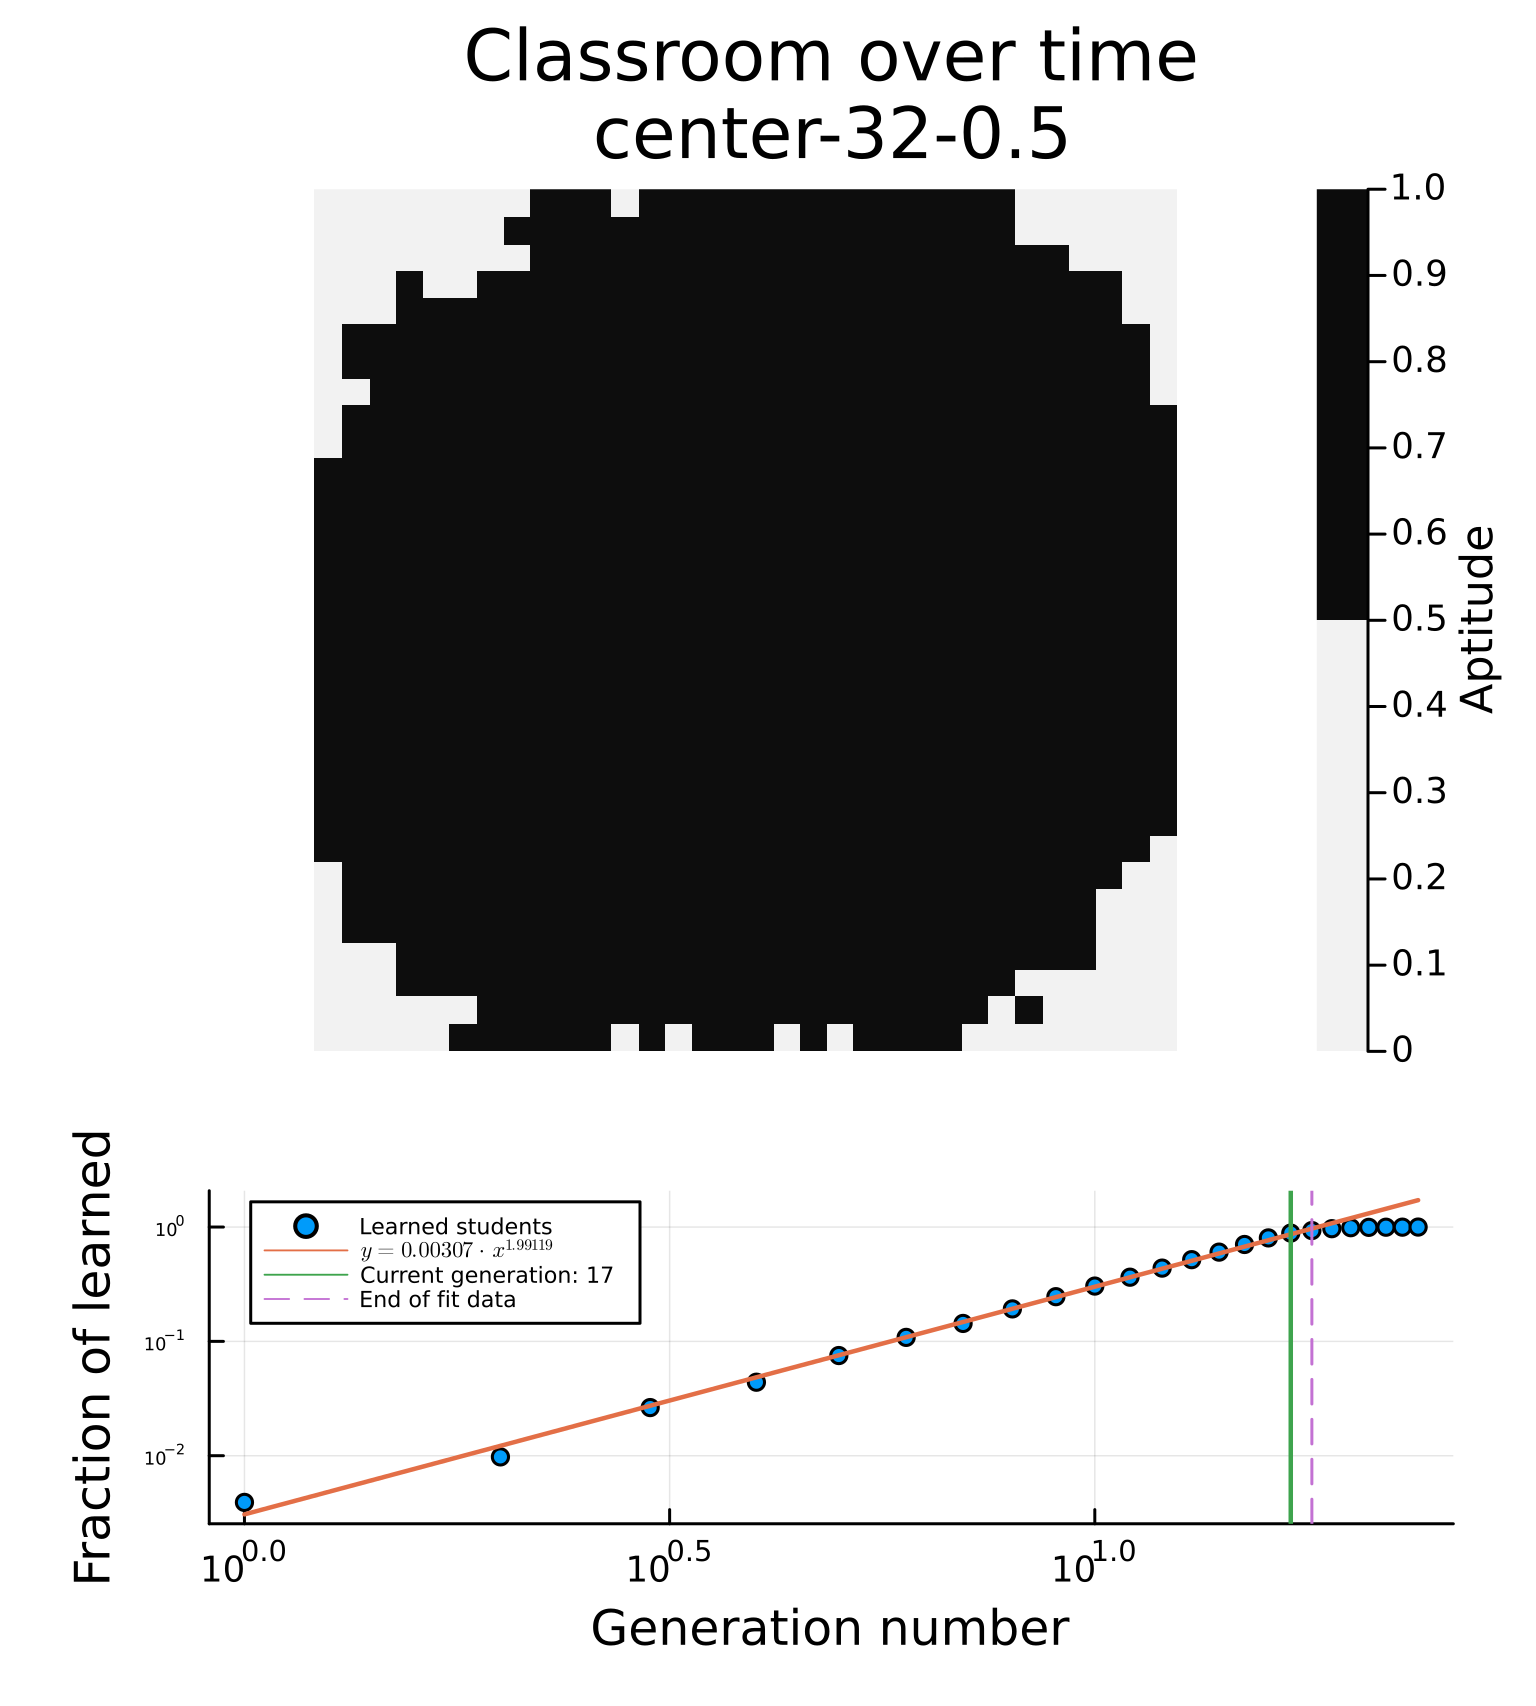 Classroom over time
center-32-0.5
1.0
0.9
0.8
0.7
0.6
0.5
0.4
0.3
0.2
0.1
0
Aptitude
Fraction of learned
10⁰
10⁻¹
10⁻²
Learned students
y = 0.00307 · x^1.99119
Current generation: 17
End of fit data
10^0.0
10^0.5
10^1.0
Generation number